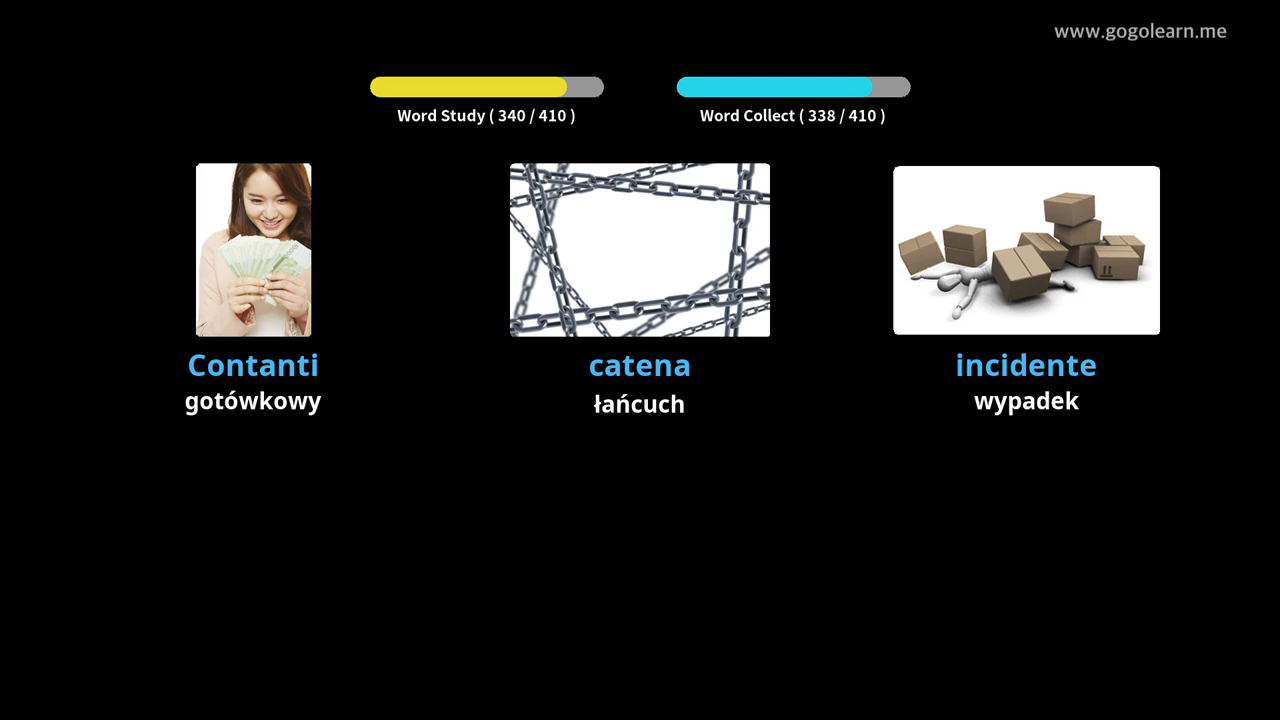 www.gogolearn.me
Word Study ( 340 / 410 )
Word Collect ( 338 / 410 )
Contanti
gotówkowy
catena
łańcuch
incidente
wypadek